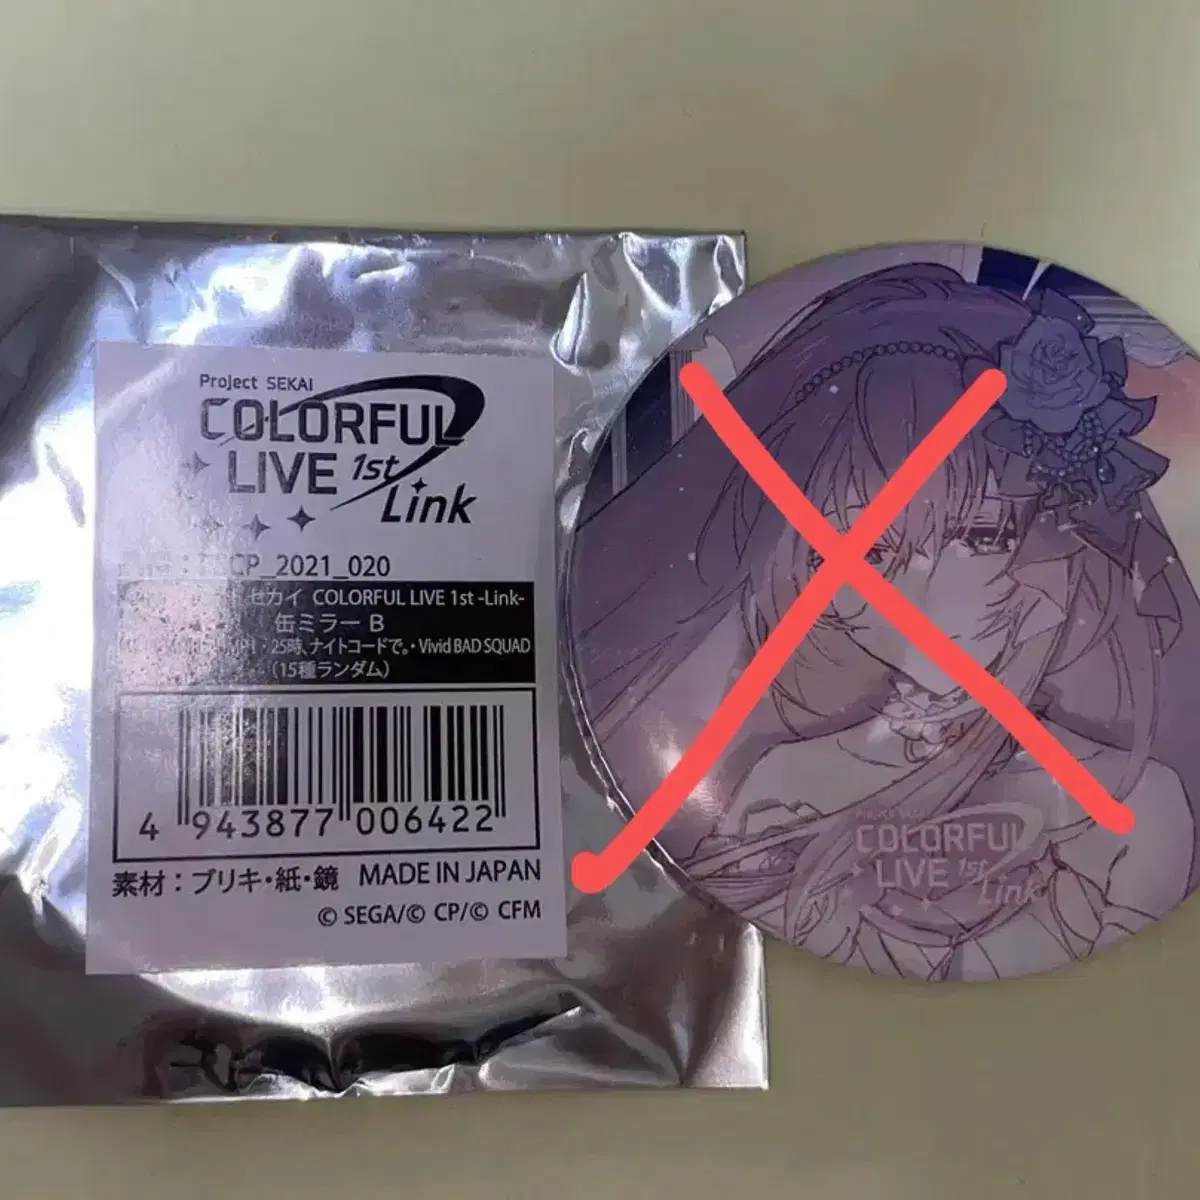 Project SEKAI
COLORFUL
LIVE 1st
Link
CP_2021_020
セカイ COLORFUL LIVE 1st -Link-
缶ミラー B
25時、ナイトコードで。・Vivid BAD SQUAD
(15種ランダム)
4 943877 006422
素材：ブリキ・紙・鏡 MADE IN JAPAN
© SEGA/© CP/© CFM
COLORFUL
LIVE 1st
Link